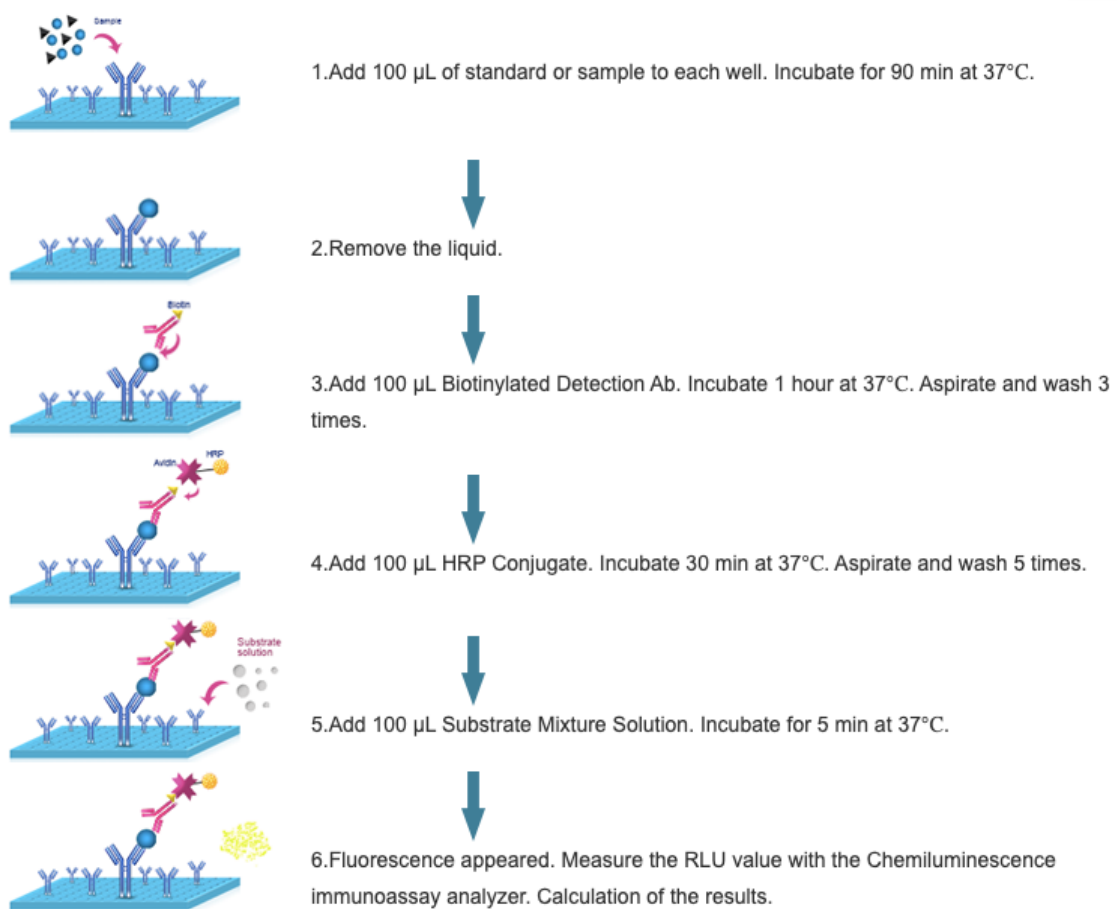 Sample
1.Add 100 µL of standard or sample to each well. Incubate for 90 min at 37°C.
2.Remove the liquid.
Biotin
3.Add 100 µL Biotinylated Detection Ab. Incubate 1 hour at 37°C. Aspirate and wash 3
times.
Avidin
HRP
4.Add 100 µL HRP Conjugate. Incubate 30 min at 37°C. Aspirate and wash 5 times.
Substrate
solution
5.Add 100 µL Substrate Mixture Solution. Incubate for 5 min at 37°C.
6.Fluorescence appeared. Measure the RLU value with the Chemiluminescence
immunoassay analyzer. Calculation of the results.